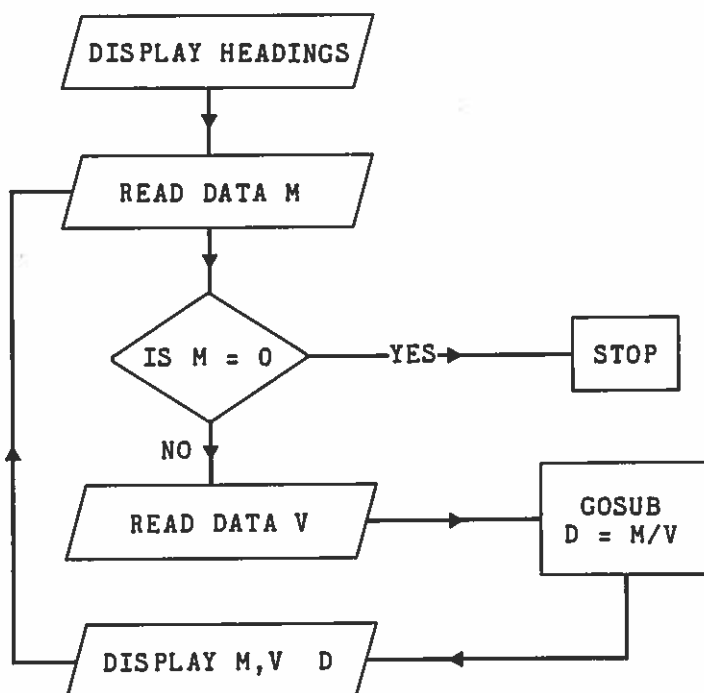 DISPLAY HEADINGS
READ DATA M
IS M = 0
YES
STOP
NO
READ DATA V
GOSUB
D = M/V
DISPLAY M,V D